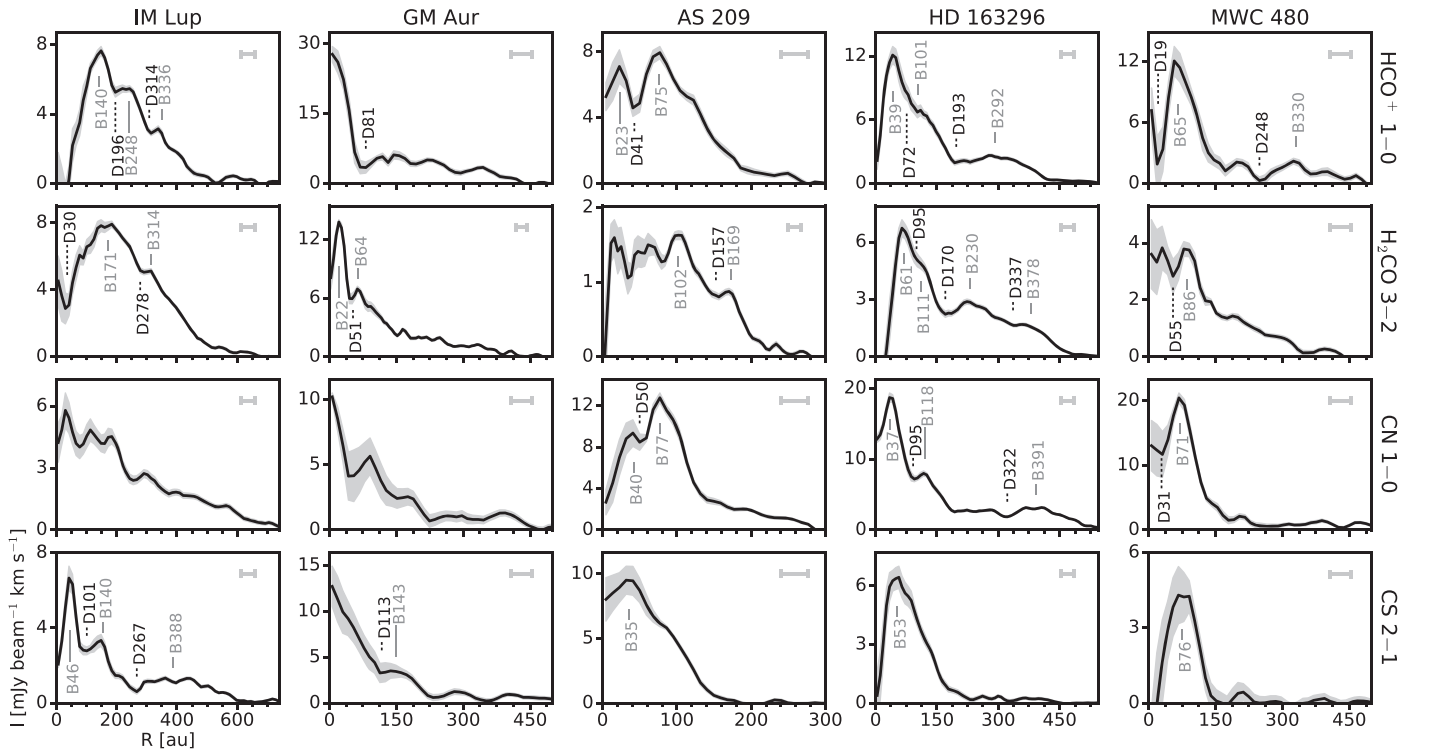 IM Lup GM Aur AS 209 HD 163296 MWC 480
8 4 0 B140 D196 B248 D314 B336
30 15 0 D81
8 4 0 B23 D41 B75
12 6 0 B39 D72 B101 D193 B292
12 6 0 D19 B65 D248 B330
HCO⁺ 1−0
8 4 0 D30 B171 D278 B314
12 6 0 B22 D51 B64
2 1 0 B102 D157 B169
6 3 0 B61 D95 B111 D170 B230 D337 B378
4 2 0 D55 B86
H₂CO 3−2
6 3 0
10 5 0
12 8 4 0 B40 D50 B77
20 10 0 B37 D95 B118 D322 B391
20 10 0 D31 B71
CN 1−0
8 4 0 B46 D101 B140 D267 B388
15 10 5 0 D113 B143
10 5 0 B35
6 3 0 B53
6 3 0 B76
CS 2−1
0 200 400 600
0 150 300 450
0 100 200 300
0 150 300 450
0 150 300 450
I [mJy beam⁻¹ km s⁻¹]
R [au]